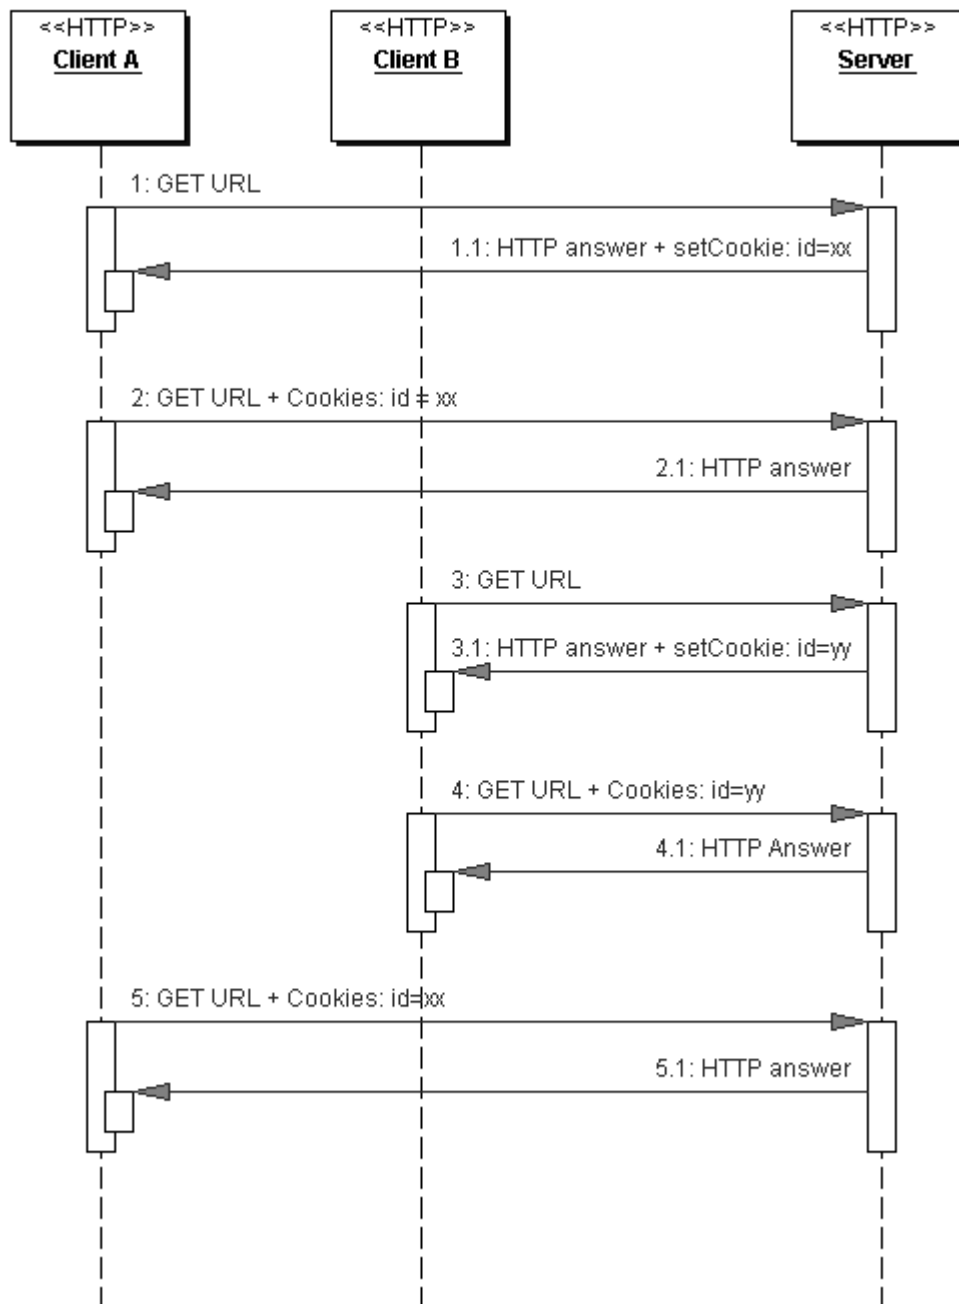 <<HTTP>>
Client A
<<HTTP>>
Client B
<<HTTP>>
Server
1: GET URL
1.1: HTTP answer + setCookie: id=xx
2: GET URL + Cookies: id = xx
2.1: HTTP answer
3: GET URL
3.1: HTTP answer + setCookie: id=yy
4: GET URL + Cookies: id=yy
4.1: HTTP Answer
5: GET URL + Cookies: id=xx
5.1: HTTP answer